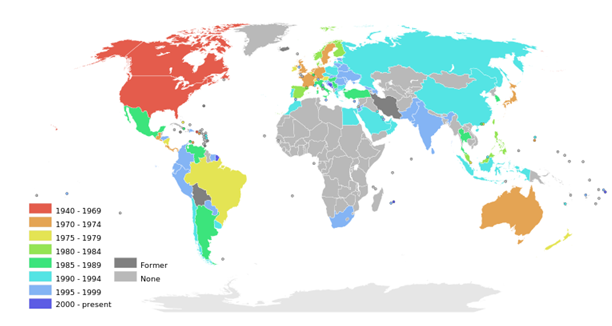 1940 - 1969
1970 - 1974
1975 - 1979
1980 - 1984
1985 - 1989
1990 - 1994
1995 - 1999
2000 - present
Former
None